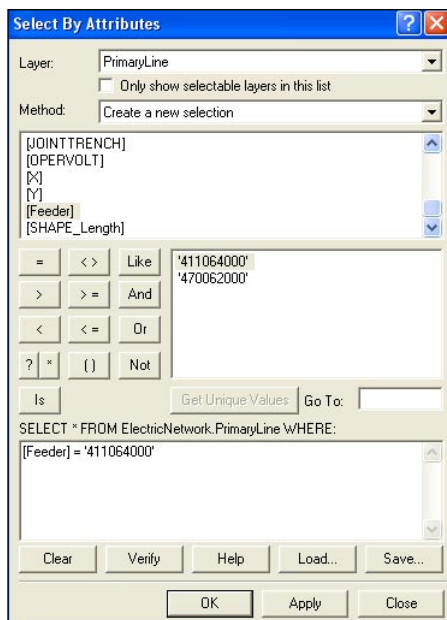 Select By Attributes
Layer: PrimaryLine
Only show selectable layers in this list
Method: Create a new selection
[JOINTTRENCH]
[OPERVOLT]
[X]
[Y]
[Feeder]
[SHAPE_Length]
= < > Like
> > = And
< < = Or
? * ( ) Not
Is
'411064000'
'470062000'
Get Unique Values Go To:
SELECT * FROM ElectricNetwork.PrimaryLine WHERE:
[Feeder] = '411064000'
Clear Verify Help Load... Save...
OK Apply Close